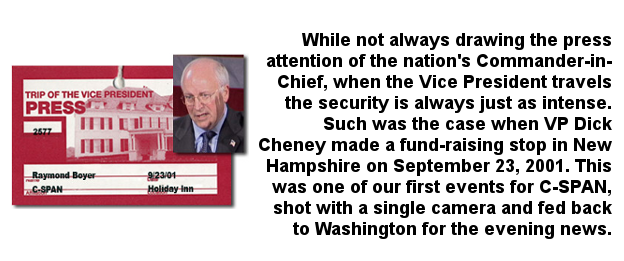 TRIP OF THE VICE PRESIDENT
PRESS
2577
Raymond Boyer 9/23/01
C-SPAN Holiday Inn
While not always drawing the press
attention of the nation's Commander-in-
Chief, when the Vice President travels
the security is always just as intense.
Such was the case when VP Dick
Cheney made a fund-raising stop in New
Hampshire on September 23, 2001. This
was one of our first events for C-SPAN,
shot with a single camera and fed back
to Washington for the evening news.